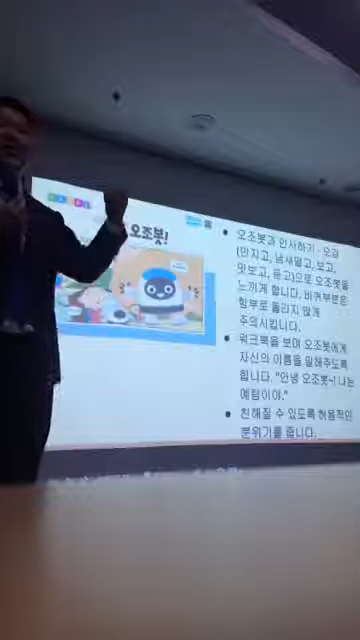 오조봇!
● 오조봇과 인사하기 - 오감
(만지고, 냄새맡고, 보고,
맛보고, 듣고)으로 오조봇을
느끼게 합니다. 바퀴부분은
함부로 돌리지 않게
주의시킵니다.
● 워크북을 보며 오조봇에게
자신의 이름을 말해주도록
합니다. "안녕 오조봇~! 나는
예림이야."
● 친해질 수 있도록 허용적인
분위기를 줍니다.